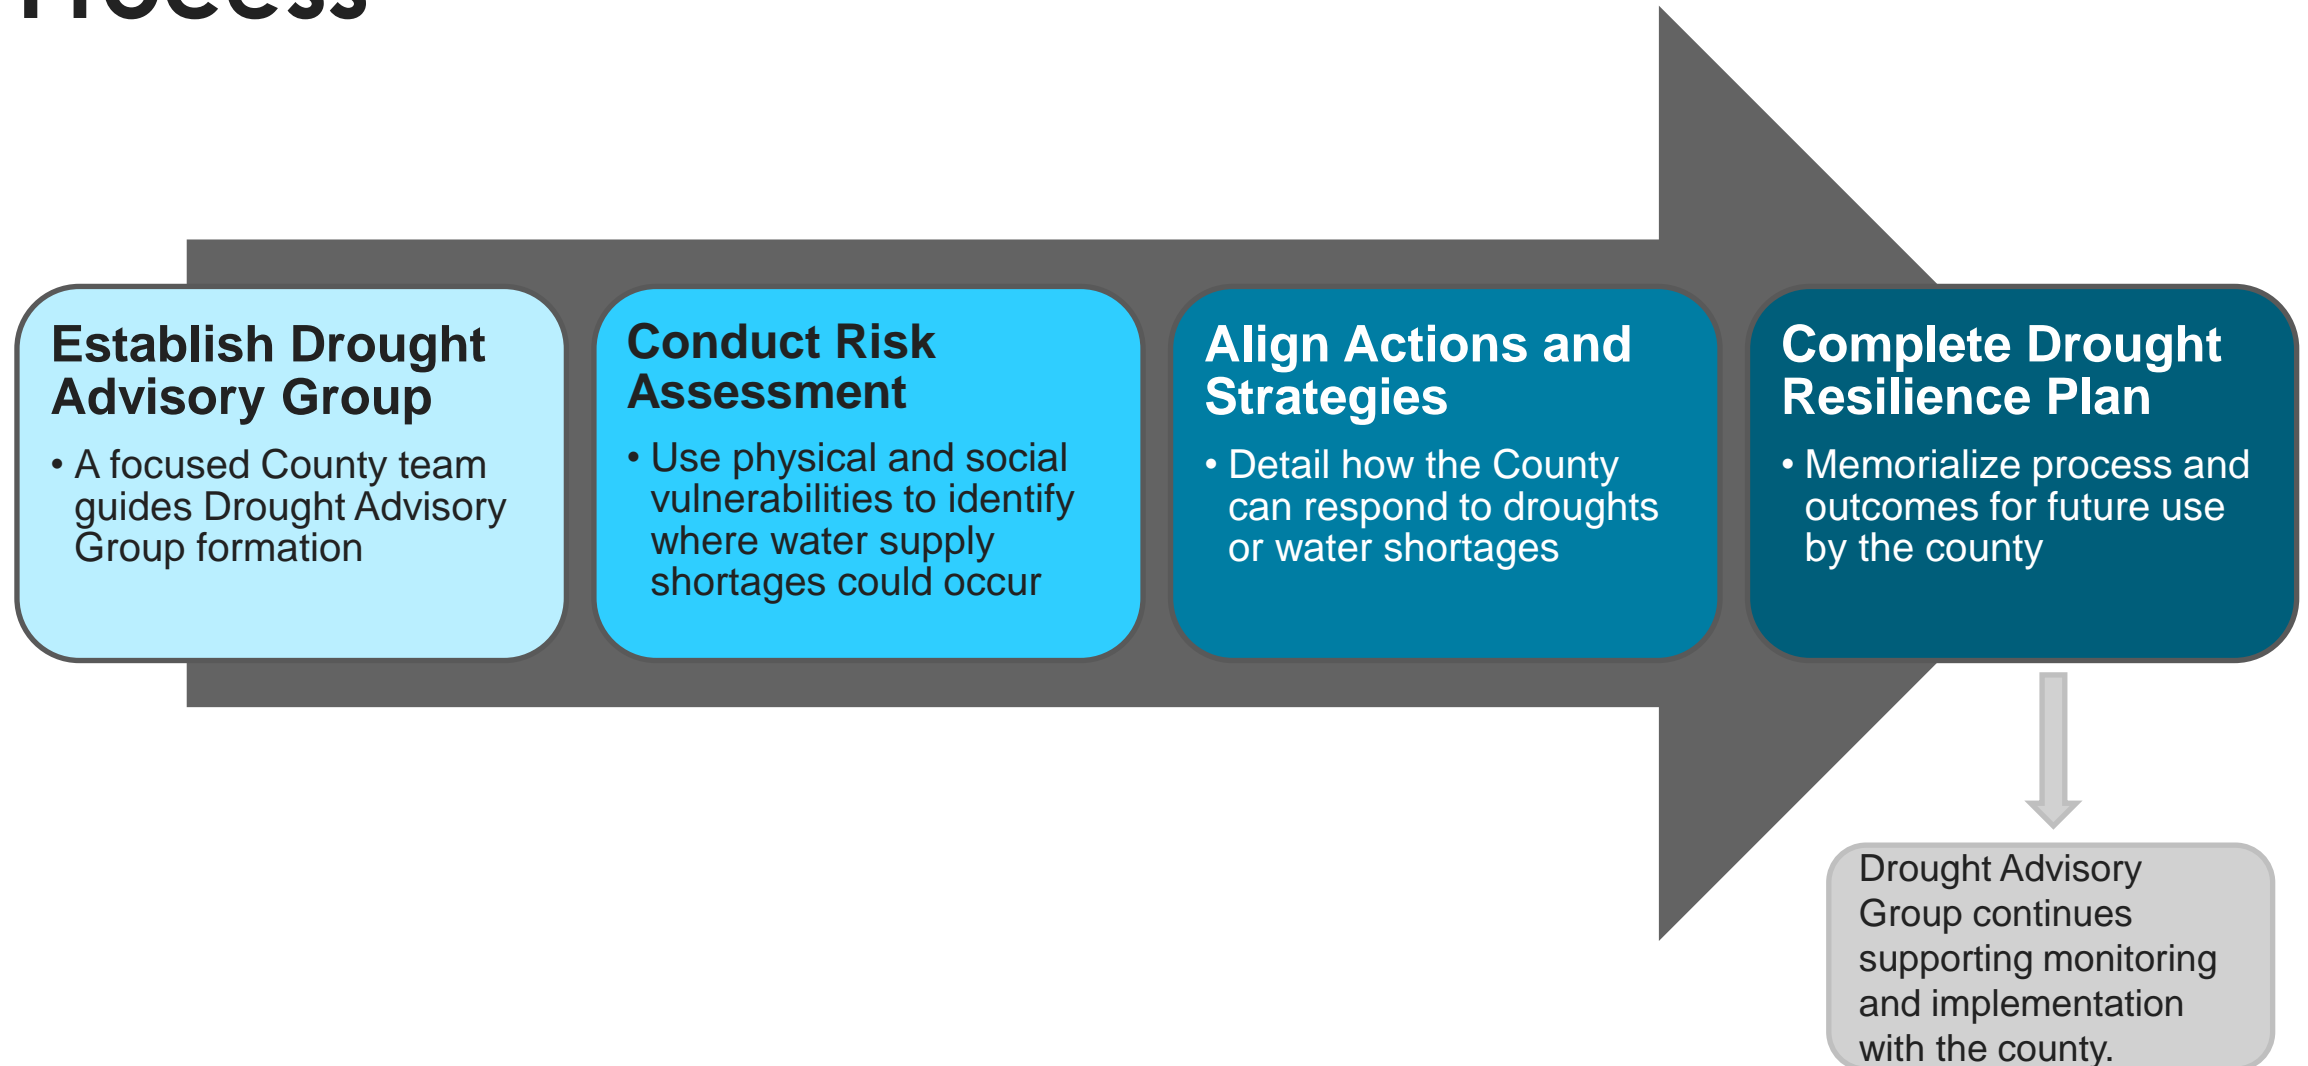 Process
Establish Drought
Advisory Group
• A focused County team
guides Drought Advisory
Group formation
Conduct Risk
Assessment
• Use physical and social
vulnerabilities to identify
where water supply
shortages could occur
Align Actions and
Strategies
• Detail how the County
can respond to droughts
or water shortages
Complete Drought
Resilience Plan
• Memorialize process and
outcomes for future use
by the county
Drought Advisory
Group continues
supporting monitoring
and implementation
with the county.